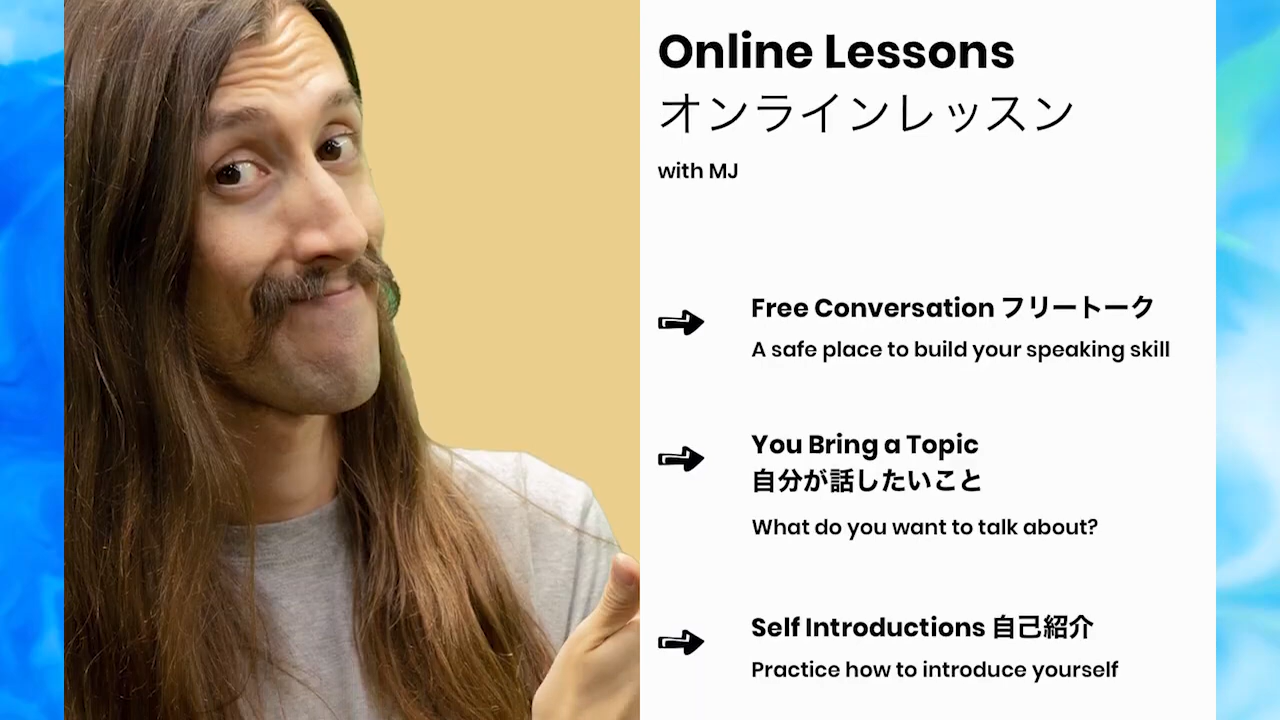 Online Lessons
オンラインレッスン
with MJ
Free Conversation フリートーク
A safe place to build your speaking skill
You Bring a Topic
自分が話したいこと
What do you want to talk about?
Self Introductions 自己紹介
Practice how to introduce yourself